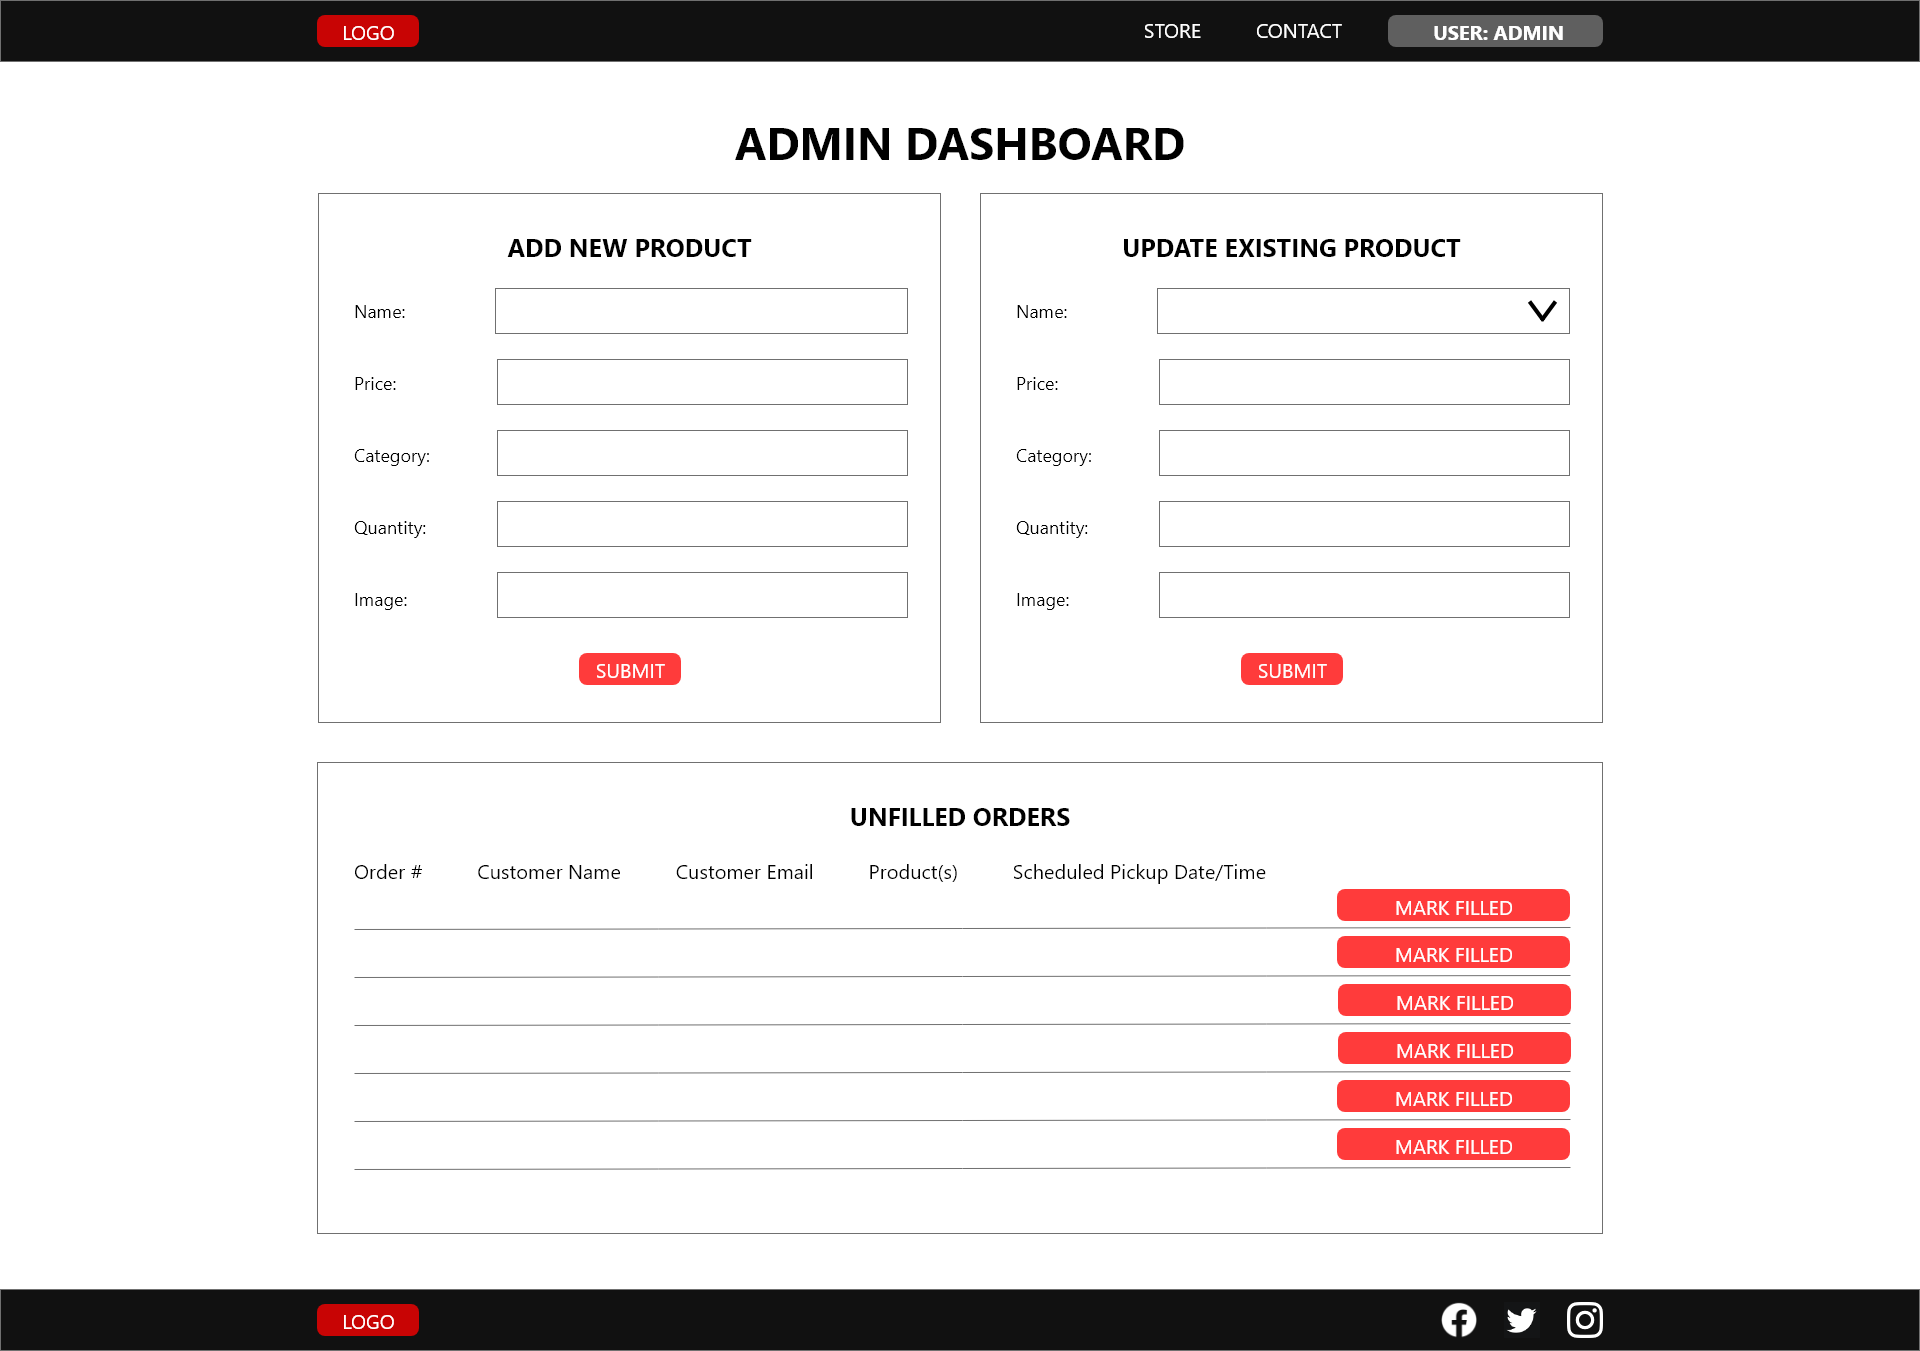 LOGO STORE CONTACT USER: ADMIN
ADMIN DASHBOARD
ADD NEW PRODUCT
Name:
Price:
Category:
Quantity:
Image:
SUBMIT
UPDATE EXISTING PRODUCT
Name:
Price:
Category:
Quantity:
Image:
SUBMIT
UNFILLED ORDERS
Order # Customer Name Customer Email Product(s) Scheduled Pickup Date/Time
MARK FILLED
MARK FILLED
MARK FILLED
MARK FILLED
MARK FILLED
MARK FILLED
LOGO